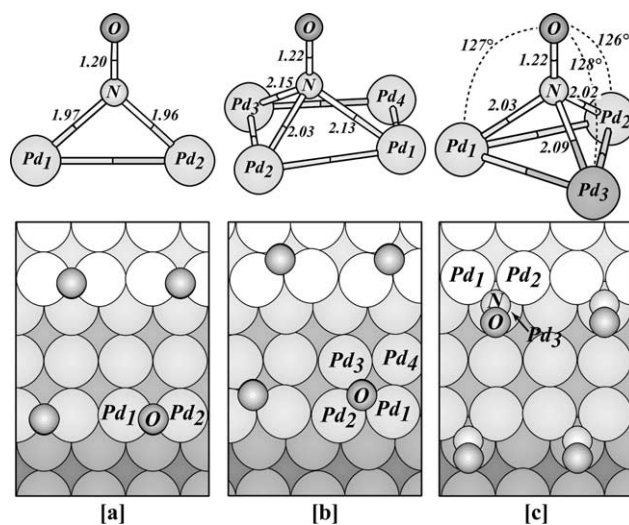 O
1.20
N
1.97
1.96
Pd1
Pd2
O
1.22
N
2.15
Pd3
Pd4
2.03
2.13
Pd2
Pd1
O
127°
126°
1.22
128°
N
2.02
2.03
Pd2
Pd1
2.09
Pd3
Pd1 O Pd2
Pd3 Pd4
O
Pd2 Pd1
Pd1 Pd2
N
O Pd3
[a] [b] [c]